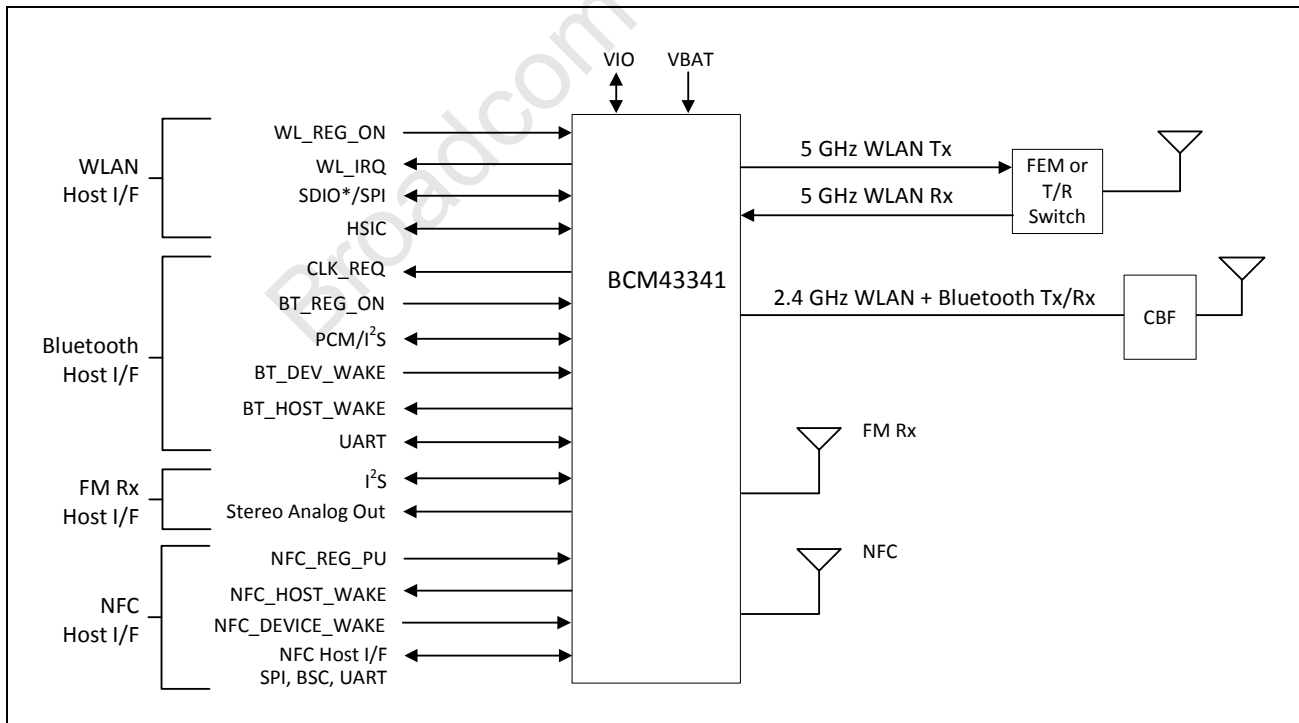 Broadcom
VIO
VBAT
WLAN
Host I/F
WL_REG_ON
WL_IRQ
SDIO*/SPI
HSIC
Bluetooth
Host I/F
CLK_REQ
BT_REG_ON
PCM/I²S
BT_DEV_WAKE
BT_HOST_WAKE
UART
FM Rx
Host I/F
I²S
Stereo Analog Out
NFC
Host I/F
NFC_REG_PU
NFC_HOST_WAKE
NFC_DEVICE_WAKE
NFC Host I/F
SPI, BSC, UART
BCM43341
5 GHz WLAN Tx
5 GHz WLAN Rx
FEM or
T/R
Switch
2.4 GHz WLAN + Bluetooth Tx/Rx
CBF
FM Rx
NFC